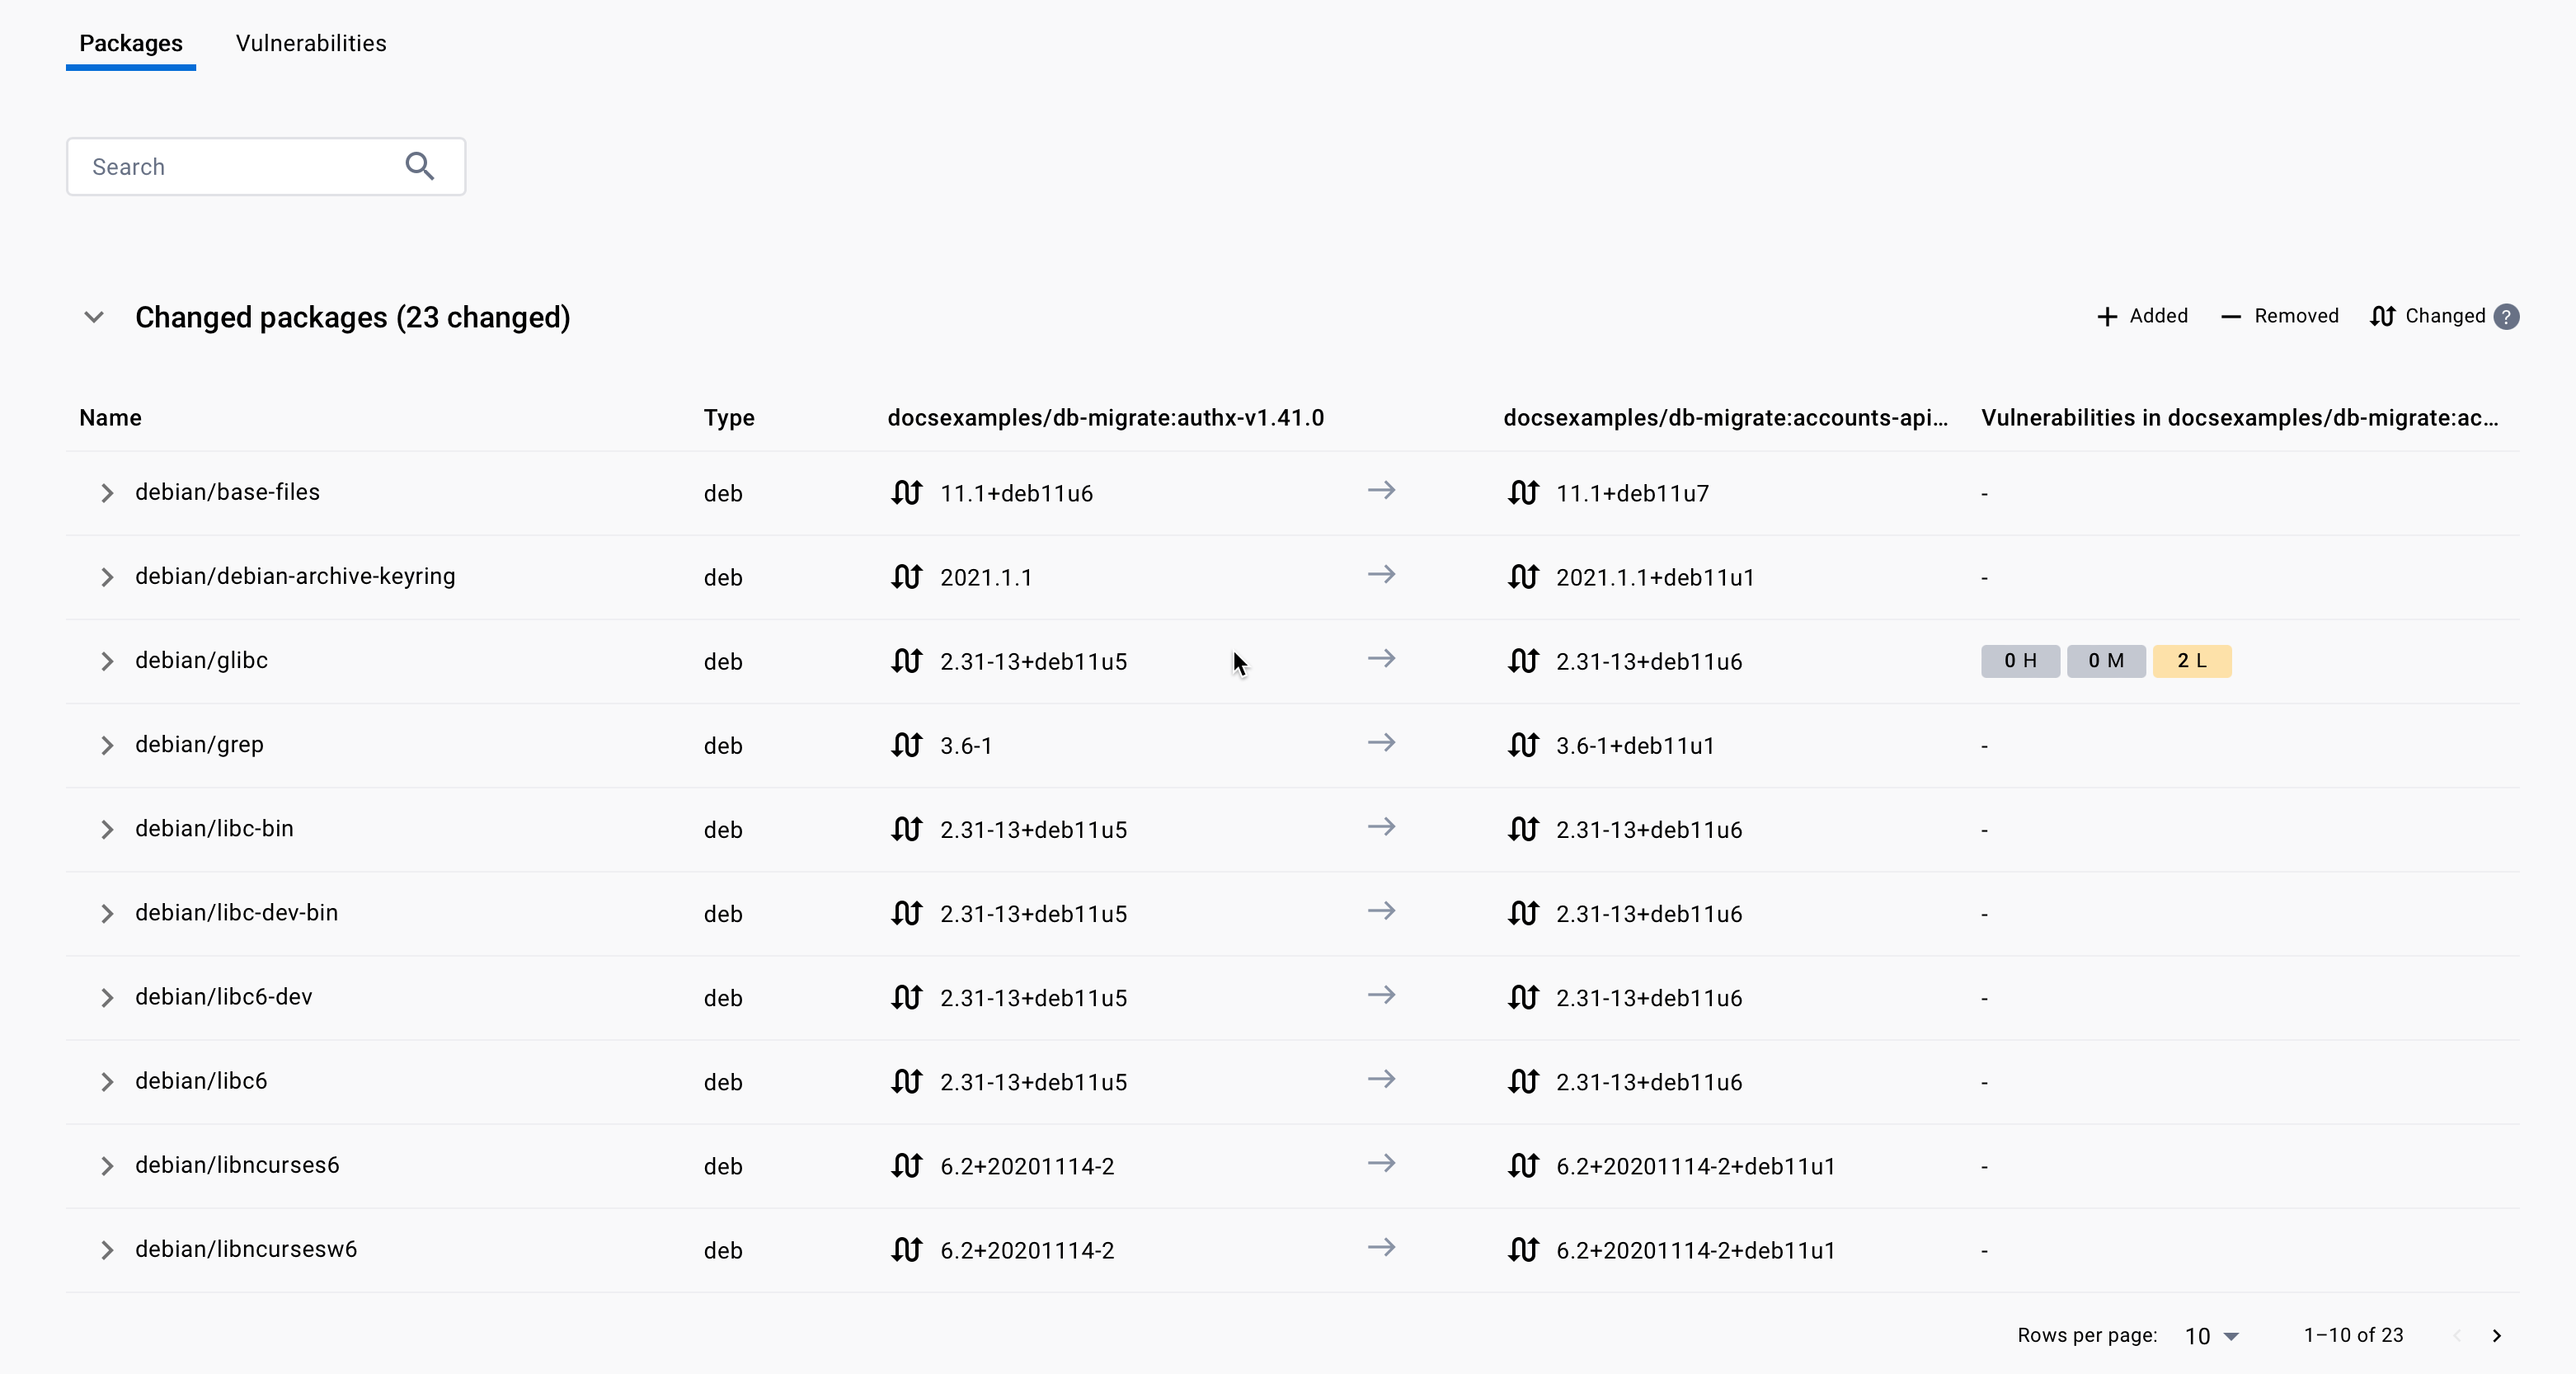 Packages Vulnerabilities
Search
Changed packages (23 changed) Added Removed Changed ?
Name Type docsexamples/db-migrate:authx-v1.41.0 docsexamples/db-migrate:accounts-api... Vulnerabilities in docsexamples/db-migrate:ac...
debian/base-files deb 11.1+deb11u6 → 11.1+deb11u7 -
debian/debian-archive-keyring deb 2021.1.1 → 2021.1.1+deb11u1 -
debian/glibc deb 2.31-13+deb11u5 → 2.31-13+deb11u6 0 H 0 M 2 L
debian/grep deb 3.6-1 → 3.6-1+deb11u1 -
debian/libc-bin deb 2.31-13+deb11u5 → 2.31-13+deb11u6 -
debian/libc-dev-bin deb 2.31-13+deb11u5 → 2.31-13+deb11u6 -
debian/libc6-dev deb 2.31-13+deb11u5 → 2.31-13+deb11u6 -
debian/libc6 deb 2.31-13+deb11u5 → 2.31-13+deb11u6 -
debian/libncurses6 deb 6.2+20201114-2 → 6.2+20201114-2+deb11u1 -
debian/libncursesw6 deb 6.2+20201114-2 → 6.2+20201114-2+deb11u1 -
Rows per page: 10 1–10 of 23